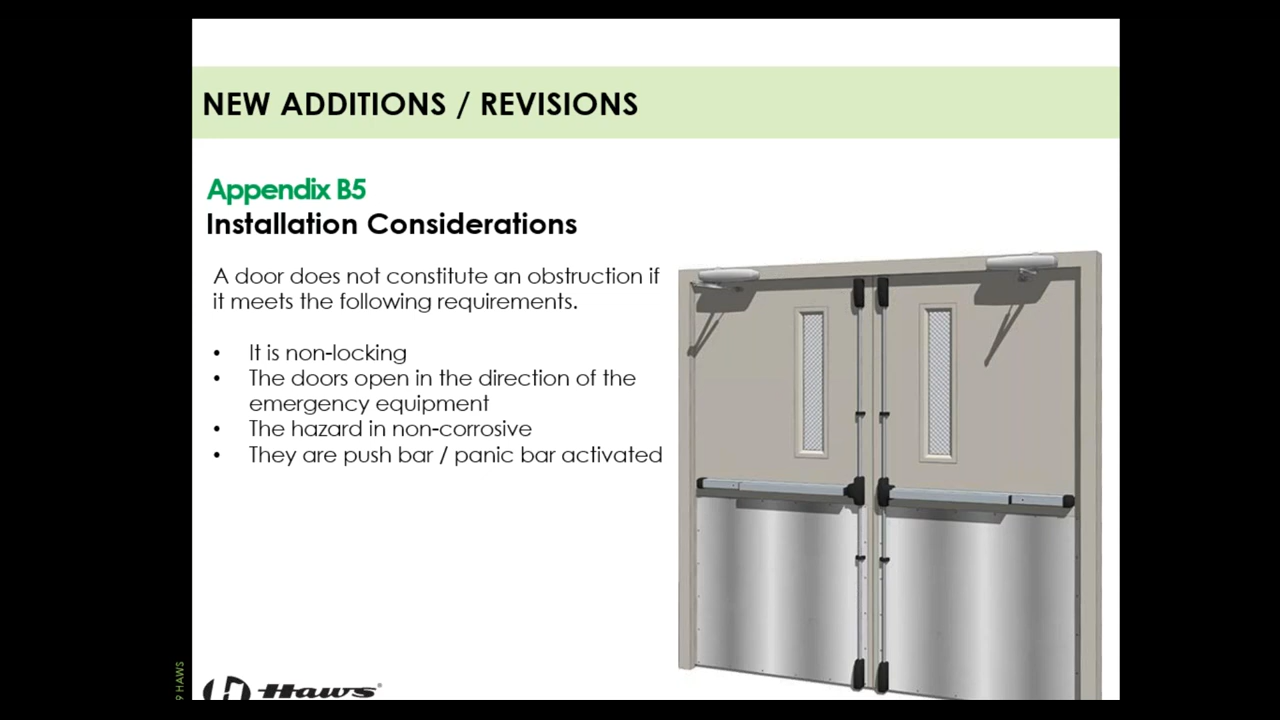 NEW ADDITIONS / REVISIONS
Appendix B5
Installation Considerations
A door does not constitute an obstruction if
it meets the following requirements.
• It is non-locking
• The doors open in the direction of the
emergency equipment
• The hazard in non-corrosive
• They are push bar / panic bar activated
9 HAWS
Haws®